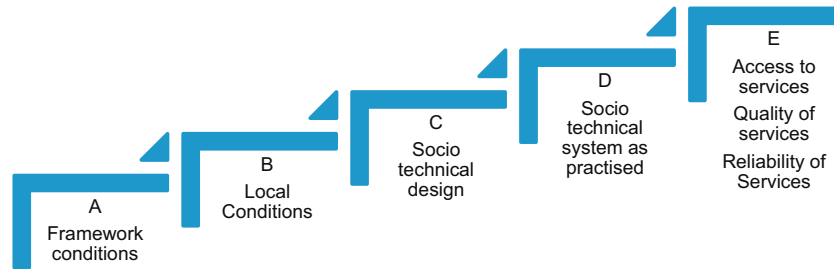 A
Framework
conditions
B
Local
Conditions
C
Socio
technical
design
D
Socio
technical
system as
practised
E
Access to
services
Quality of
services
Reliability of
Services